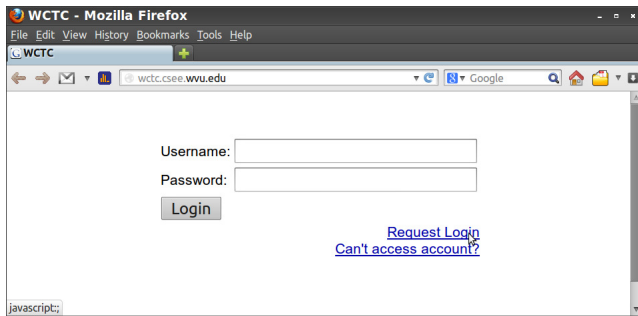 WCTC - Mozilla Firefox
File Edit View History Bookmarks Tools Help
WCTC
wctc.csee.wvu.edu Google
Username:
Password:
Login
Request Login
Can't access account?
javascript:;